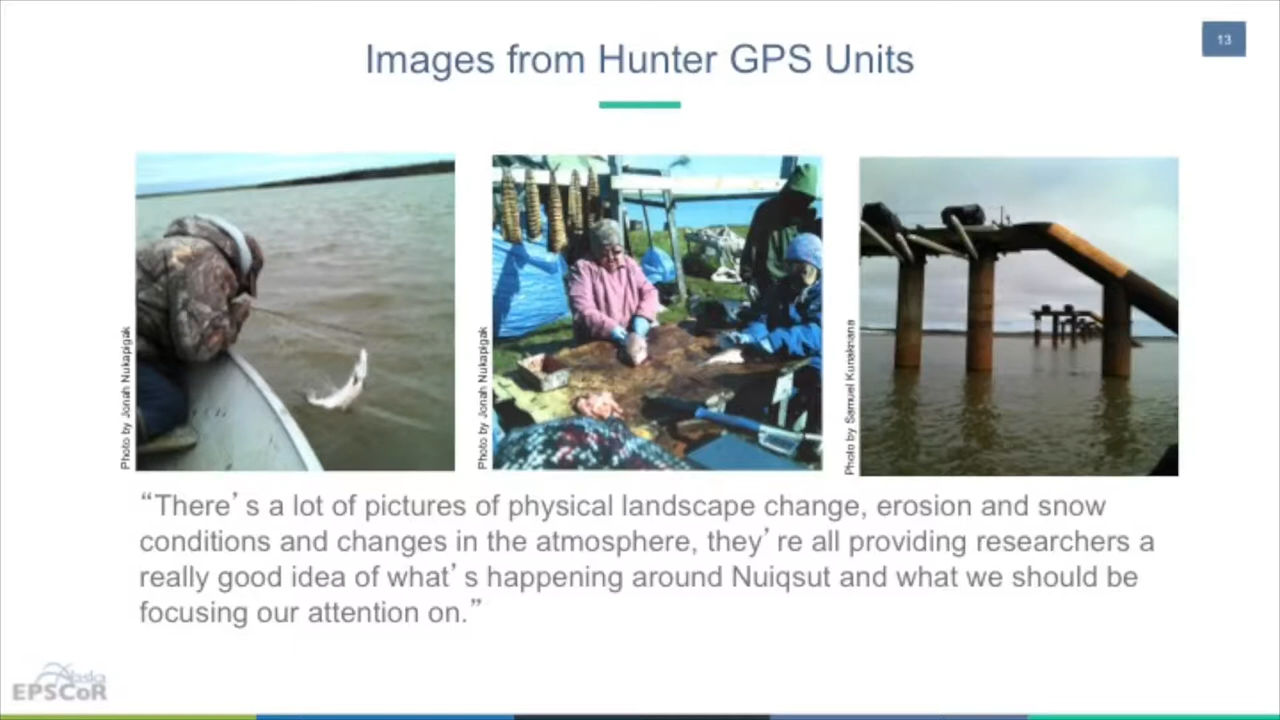 13
Images from Hunter GPS Units
Photo by Jonah Nukapigak
Photo by Jonah Nukapigak
Photo by Samuel Kunaknana
“There’s a lot of pictures of physical landscape change, erosion and snow
conditions and changes in the atmosphere, they’re all providing researchers a
really good idea of what’s happening around Nuiqsut and what we should be
focusing our attention on.”
Alaska
EPSCoR